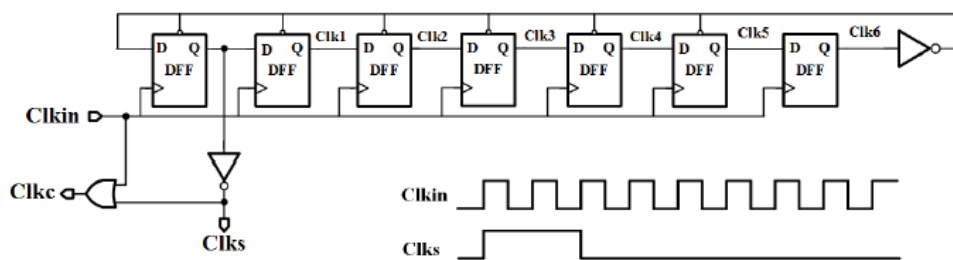 D Q DFF
D Q DFF
Clk1
D Q DFF
Clk2
D Q DFF
Clk3
D Q DFF
Clk4
D Q DFF
Clk5
D Q DFF
Clk6
Clkin
Clkc
Clks
Clkin
Clks